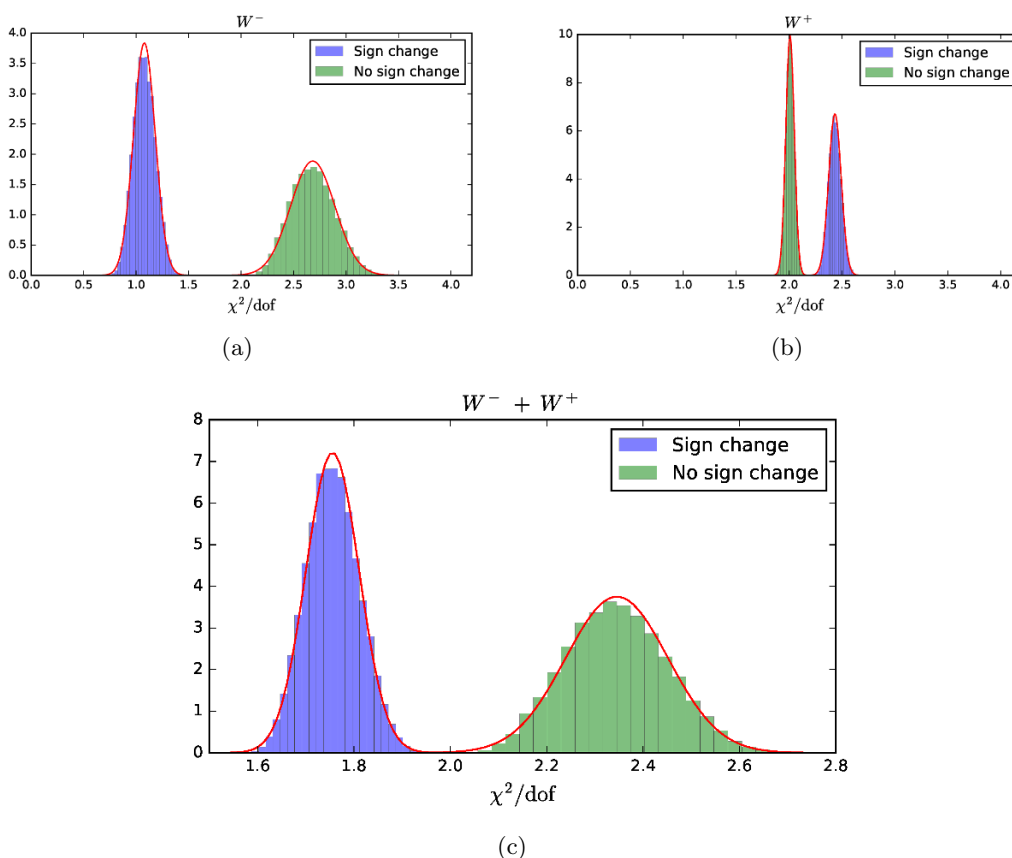 W⁻
4.0
3.5
3.0
2.5
2.0
1.5
1.0
0.5
0.0
Sign change
No sign change
0.0 0.5 1.0 1.5 2.0 2.5 3.0 3.5 4.0
χ²/dof
(a)
W⁺
10
8
6
4
2
0
Sign change
No sign change
0.0 0.5 1.0 1.5 2.0 2.5 3.0 3.5 4.0
χ²/dof
(b)
W⁻ + W⁺
8
7
6
5
4
3
2
1
0
Sign change
No sign change
1.6 1.8 2.0 2.2 2.4 2.6 2.8
χ²/dof
(c)